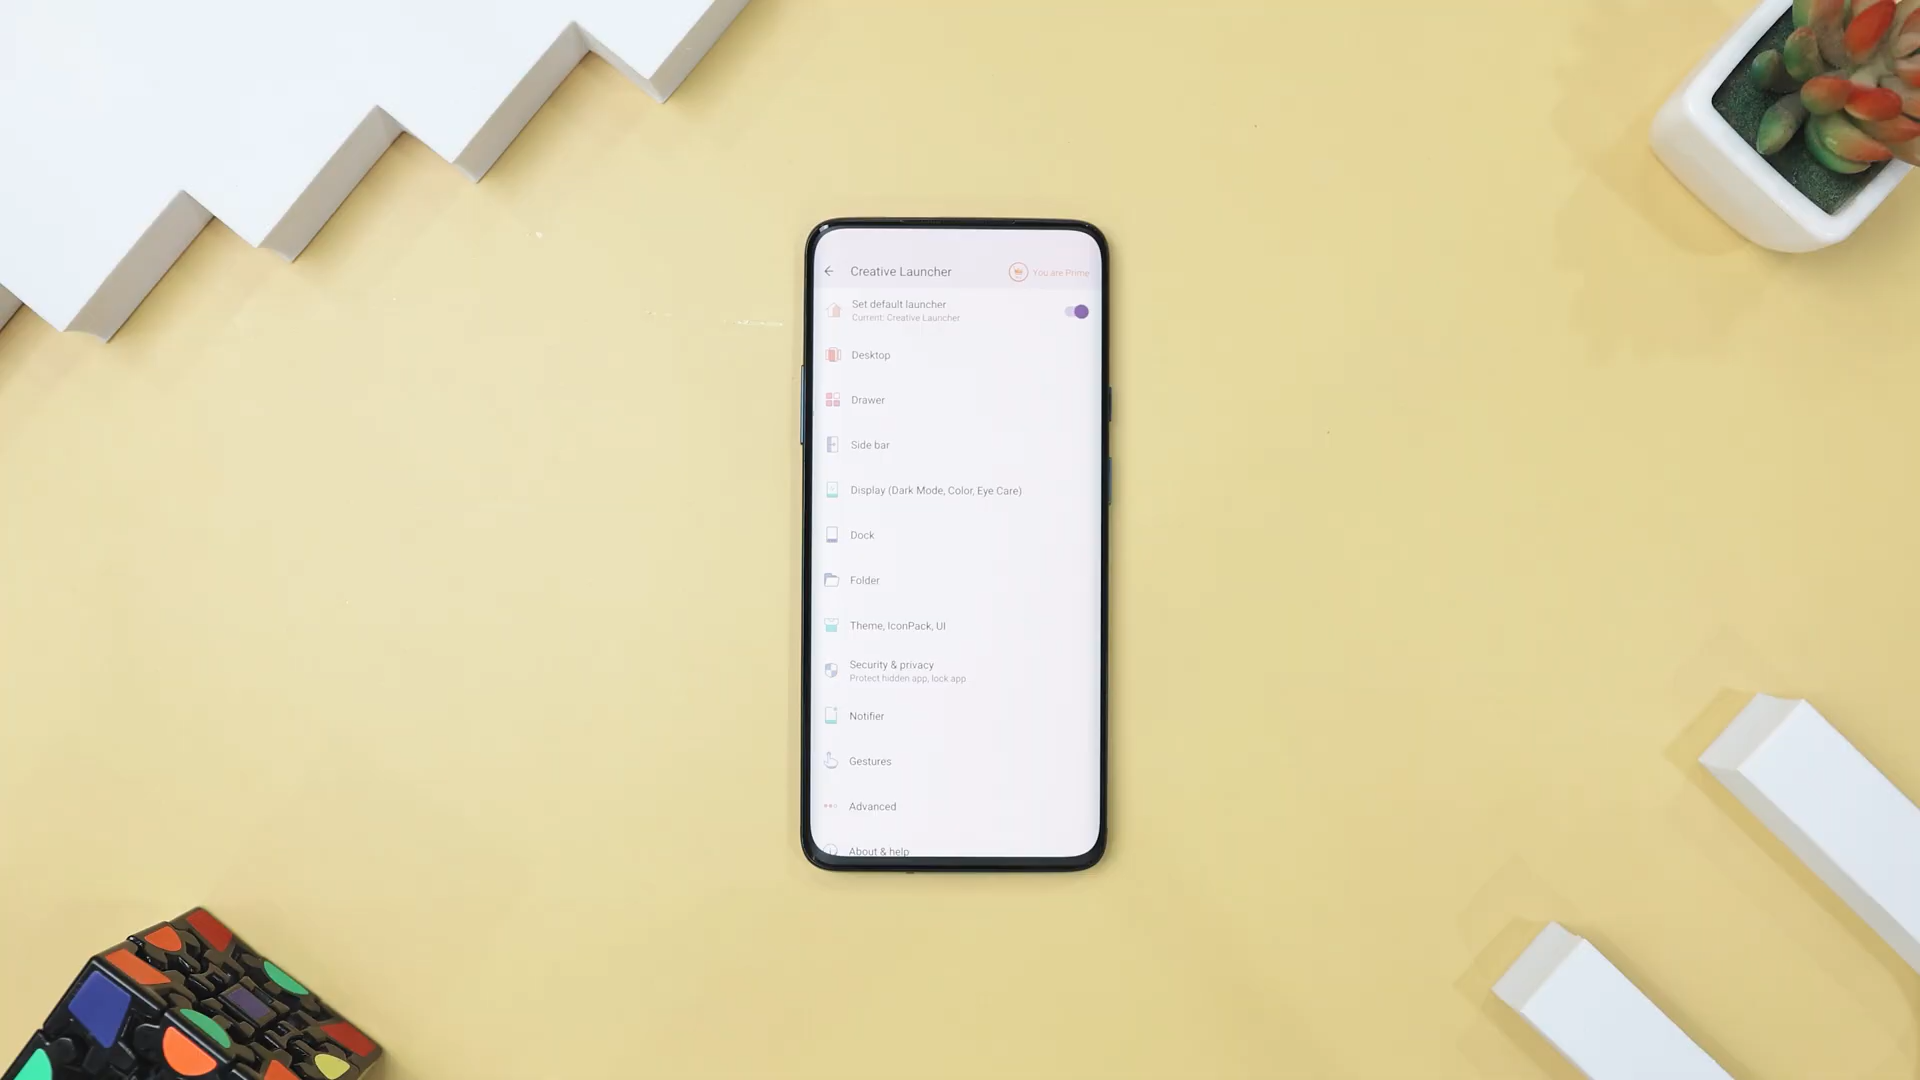 Creative Launcher
You are Prime
Set default launcher
Current: Creative Launcher
Desktop
Drawer
Side bar
Display (Dark Mode, Color, Eye Care)
Dock
Folder
Theme, IconPack, UI
Security & privacy
Protect hidden app, lock app
Notifier
Gestures
Advanced
About & help